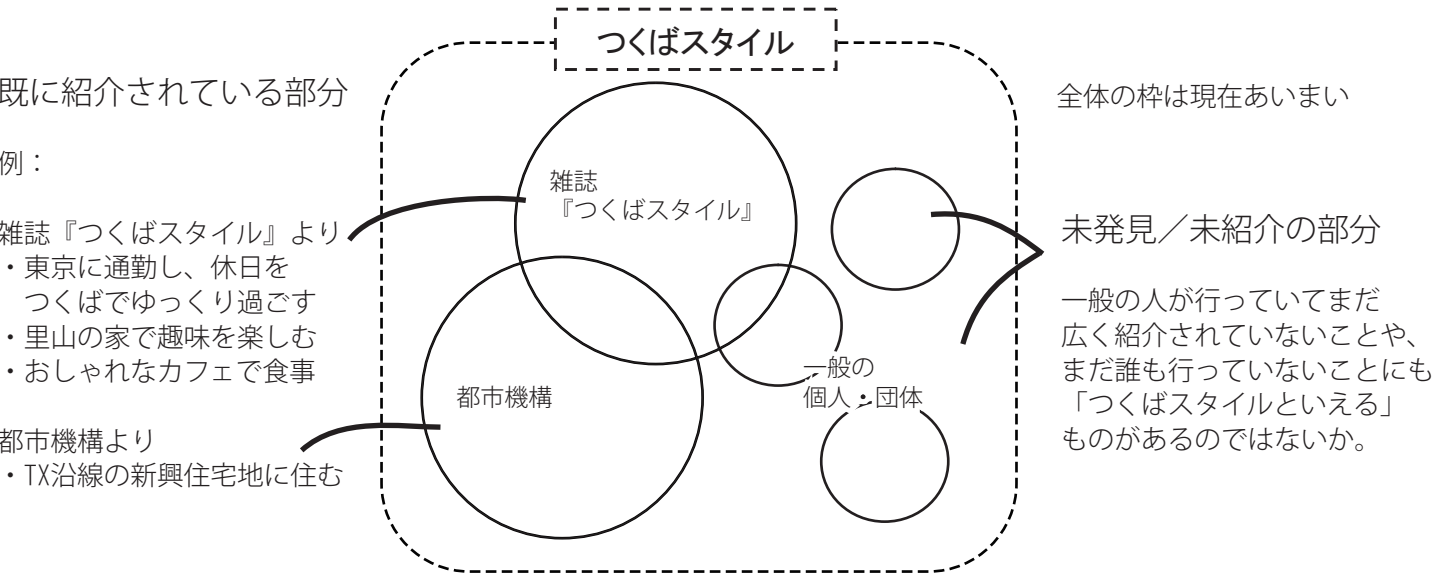 つくばスタイル
既に紹介されている部分
例：
雑誌『つくばスタイル』より
・東京に通勤し、休日を
つくばでゆっくり過ごす
・里山の家で趣味を楽しむ
・おしゃれなカフェで食事
都市機構より
・TX沿線の新興住宅地に住む
雑誌
『つくばスタイル』
都市機構
一般の
個人・団体
全体の枠は現在あいまい
未発見／未紹介の部分
一般の人が行っていてまだ
広く紹介されていないことや、
まだ誰も行っていないことにも
「つくばスタイルといえる」
ものがあるのではないか。